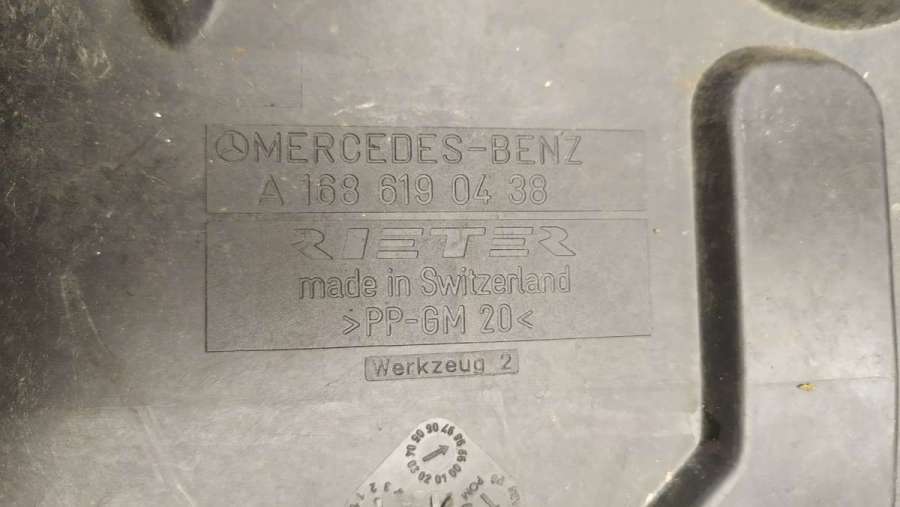 MERCEDES-BENZ
A 168 619 04 38
RIETER
made in Switzerland
>PP-GM 20<
Werkzeug 2